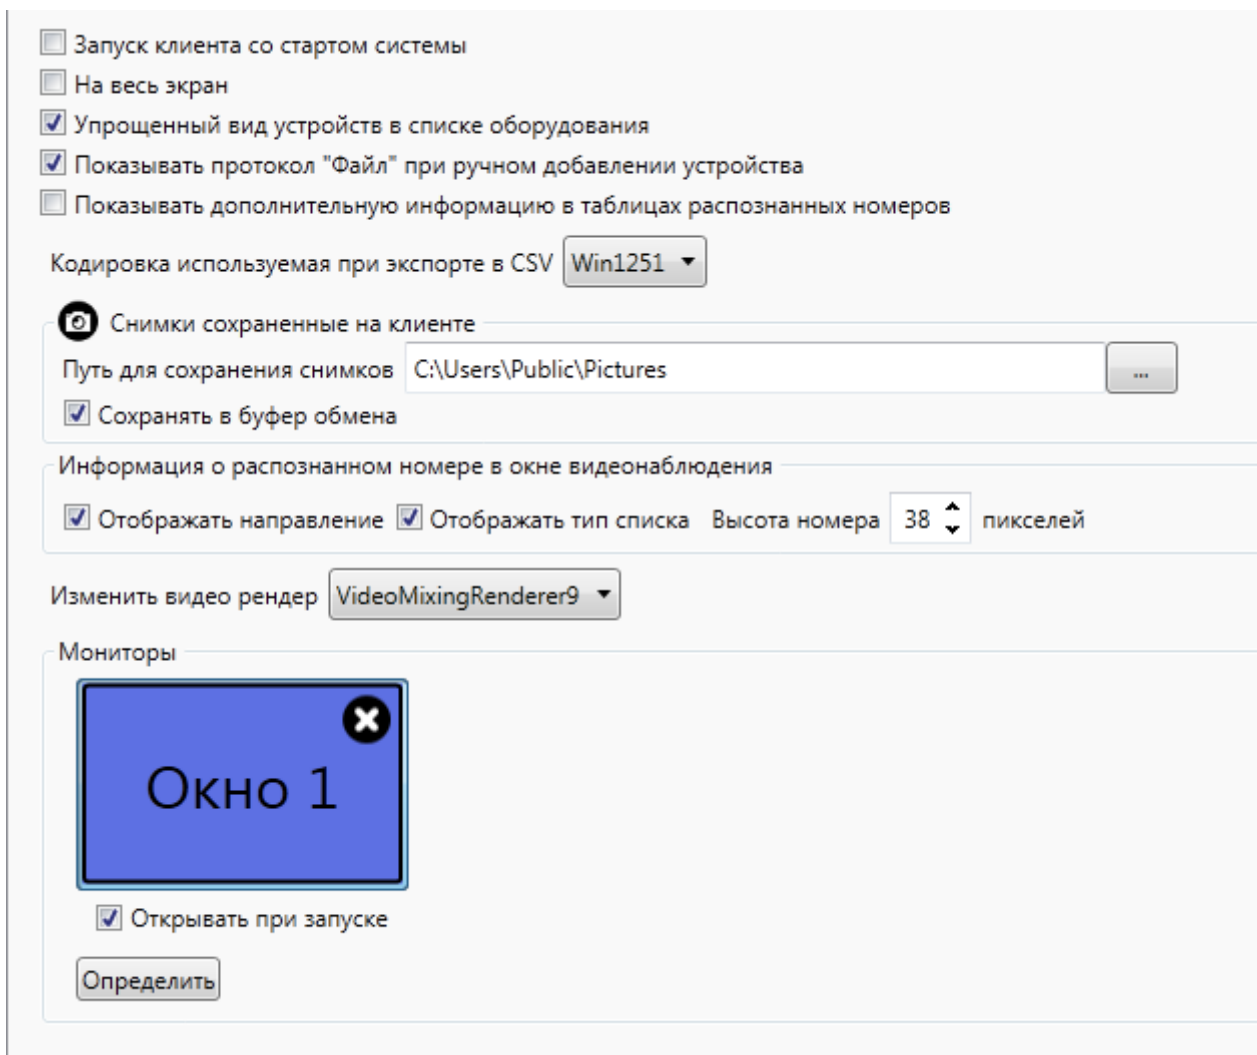 Запуск клиента со стартом системы
На весь экран
Упрощенный вид устройств в списке оборудования
Показывать протокол "Файл" при ручном добавлении устройства
Показывать дополнительную информацию в таблицах распознанных номеров
Кодировка используемая при экспорте в CSV Win1251
Снимки сохраненные на клиенте
Путь для сохранения снимков C:\Users\Public\Pictures ...
Сохранять в буфер обмена
Информация о распознанном номере в окне видеонаблюдения
Отображать направление Отображать тип списка Высота номера 38 пикселей
Изменить видео рендер VideoMixingRenderer9
Мониторы
Окно 1
Открывать при запуске
Определить